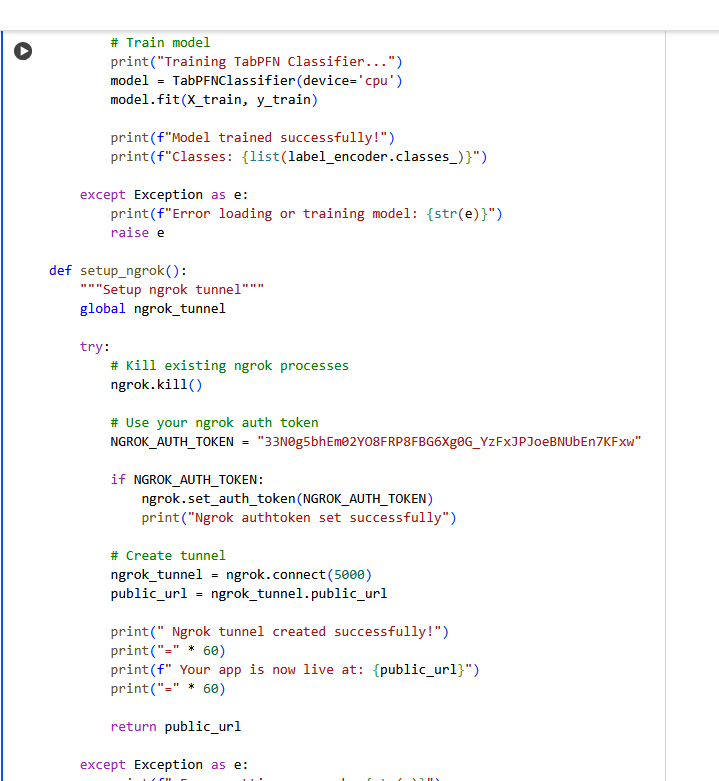 # Train model
print("Training TabPFN Classifier...")
model = TabPFNClassifier(device='cpu')
model.fit(X_train, y_train)
print(f"Model trained successfully!")
print(f"Classes: {list(label_encoder.classes_)}")
except Exception as e:
print(f"Error loading or training model: {str(e)}")
raise e
def setup_ngrok():
"""Setup ngrok tunnel"""
global ngrok_tunnel
try:
# Kill existing ngrok processes
ngrok.kill()
# Use your ngrok auth token
NGROK_AUTH_TOKEN = "33N0g5bhEm02YO8FRP8FBG6Xg0G_YzFxJPJoeBNUbEn7KFxw"
if NGROK_AUTH_TOKEN:
ngrok.set_auth_token(NGROK_AUTH_TOKEN)
print("Ngrok authtoken set successfully")
# Create tunnel
ngrok_tunnel = ngrok.connect(5000)
public_url = ngrok_tunnel.public_url
print(" Ngrok tunnel created successfully!")
print("=" * 60)
print(f" Your app is now live at: {public_url}")
print("=" * 60)
return public_url
except Exception as e: